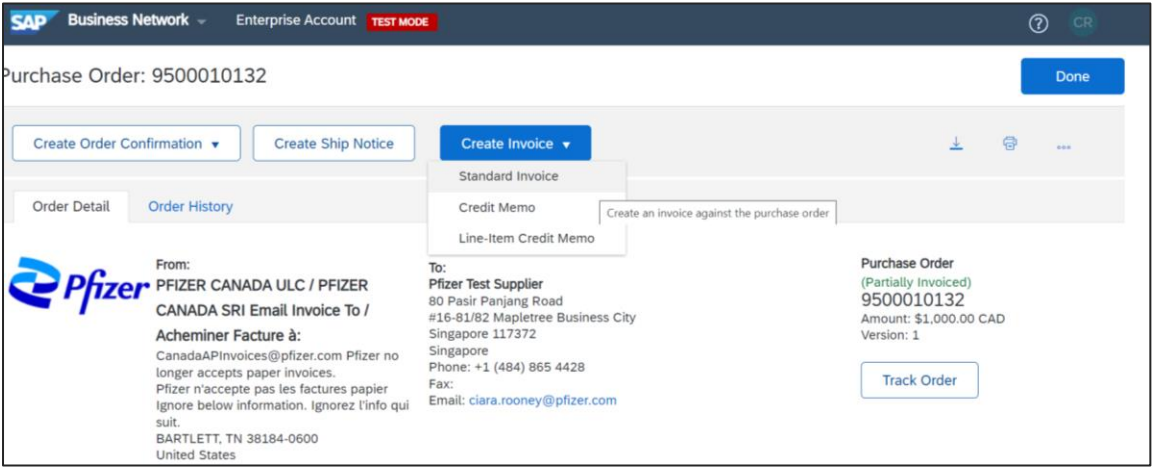 SAP Business Network Enterprise Account TEST MODE ? CR
Purchase Order: 9500010132 Done
Create Order Confirmation Create Ship Notice Create Invoice
Standard Invoice
Credit Memo
Line-Item Credit Memo
Create an invoice against the purchase order
Order Detail Order History
Pfizer
From:
PFIZER CANADA ULC / PFIZER
CANADA SRI Email Invoice To /
Acheminer Facture à:
CanadaAPInvoices@pfizer.com Pfizer no
longer accepts paper invoices.
Pfizer n'accepte pas les factures papier
Ignore below information. Ignorez l'info qui
suit.
BARTLETT, TN 38184-0600
United States
To:
Pfizer Test Supplier
80 Pasir Panjang Road
#16-81/82 Mapletree Business City
Singapore 117372
Singapore
Phone: +1 (484) 865 4428
Fax:
Email: ciara.rooney@pfizer.com
Purchase Order
(Partially Invoiced)
9500010132
Amount: $1,000.00 CAD
Version: 1
Track Order